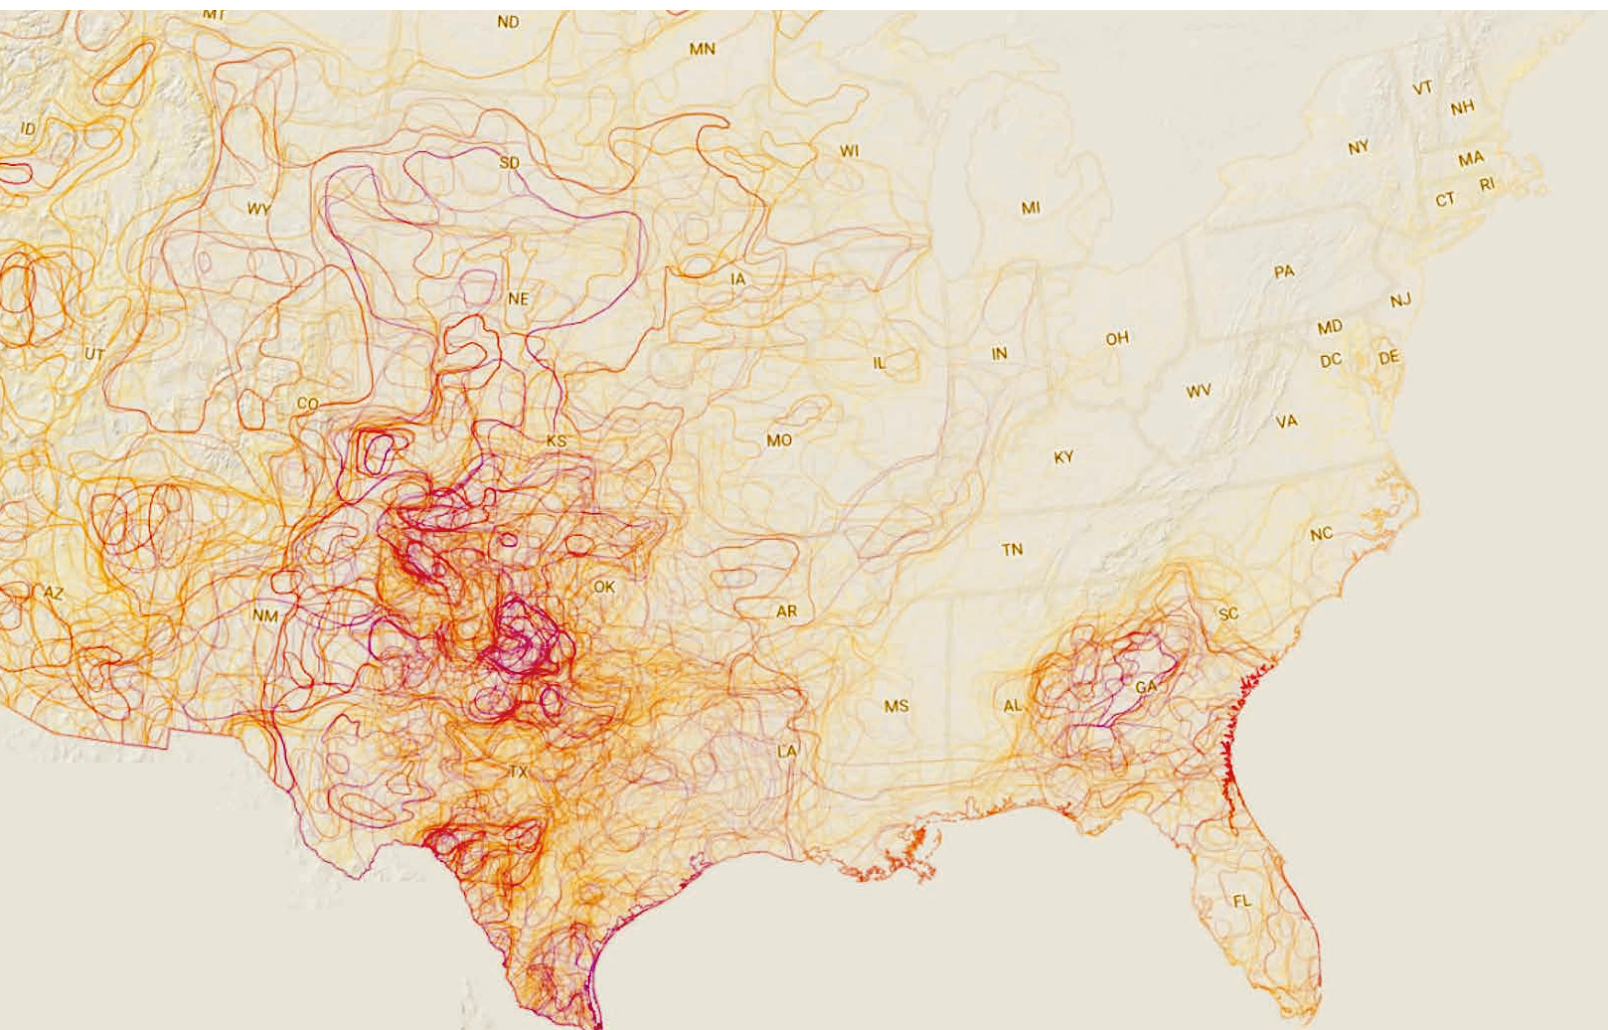 MT
ND
MN
VT
NH
ID
NY
WI
SD
MA
RI
CT
WY
MI
PA
IA
NE
NJ
MD
OH
UT
IL
IN
DC
DE
WV
CO
VA
KS
MO
KY
NC
TN
OK
AZ
AR
NM
SC
GA
MS
AL
LA
TX
FL